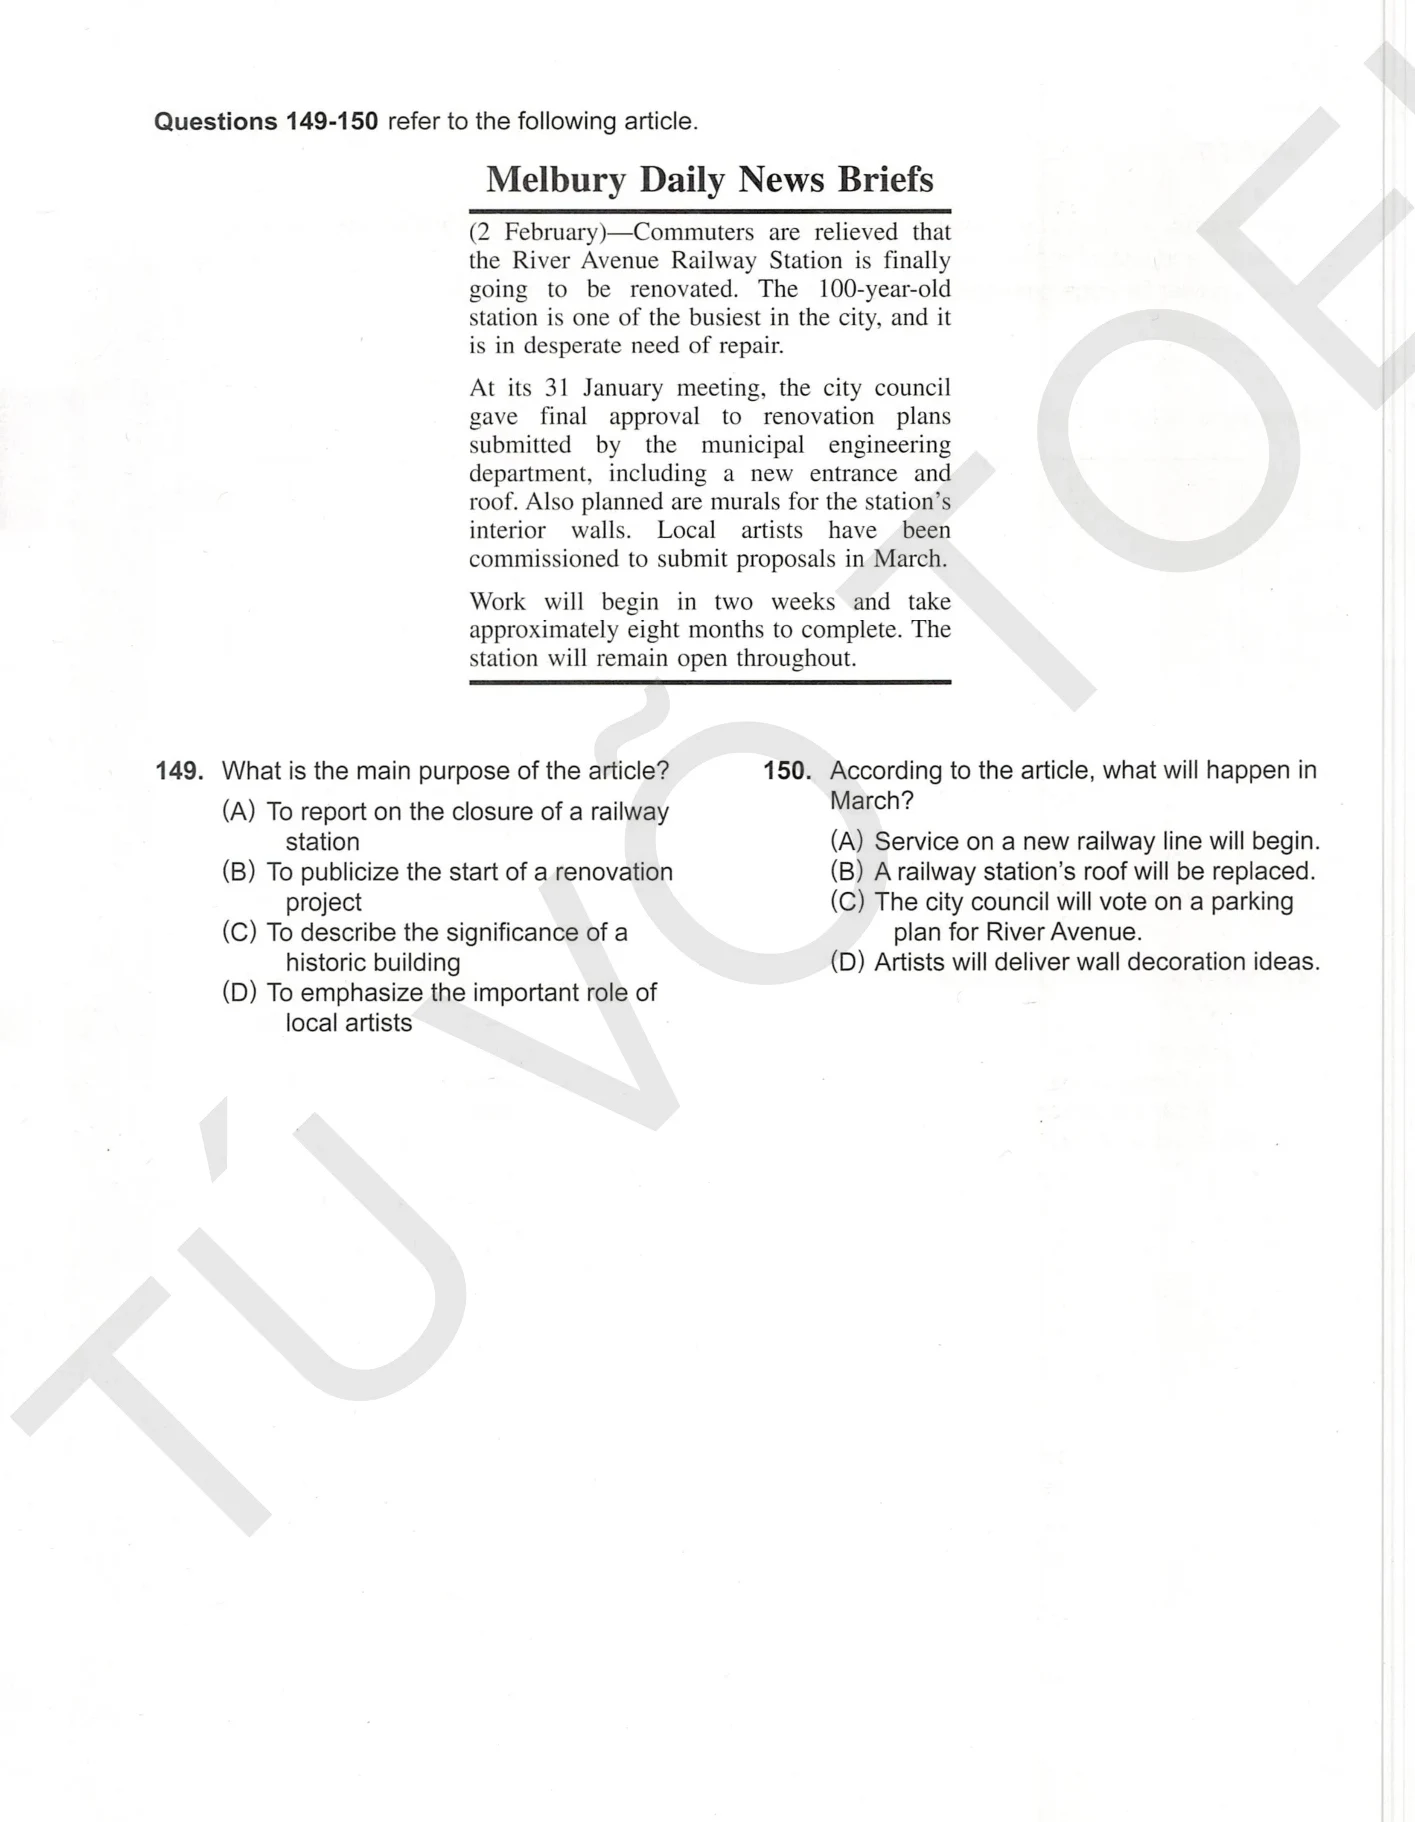 Questions 149-150 refer to the following article.
Melbury Daily News Briefs
(2 February)—Commuters are relieved that
the River Avenue Railway Station is finally
going to be renovated. The 100-year-old
station is one of the busiest in the city, and it
is in desperate need of repair.
At its 31 January meeting, the city council
gave final approval to renovation plans
submitted by the municipal engineering
department, including a new entrance and
roof. Also planned are murals for the station's
interior walls. Local artists have been
commissioned to submit proposals in March.
Work will begin in two weeks and take
approximately eight months to complete. The
station will remain open throughout.
149. What is the main purpose of the article?
(A) To report on the closure of a railway
station
(B) To publicize the start of a renovation
project
(C) To describe the significance of a
historic building
(D) To emphasize the important role of
local artists
150. According to the article, what will happen in
March?
(A) Service on a new railway line will begin.
(B) A railway station's roof will be replaced.
(C) The city council will vote on a parking
plan for River Avenue.
(D) Artists will deliver wall decoration ideas.
TÚ VÕ TOE